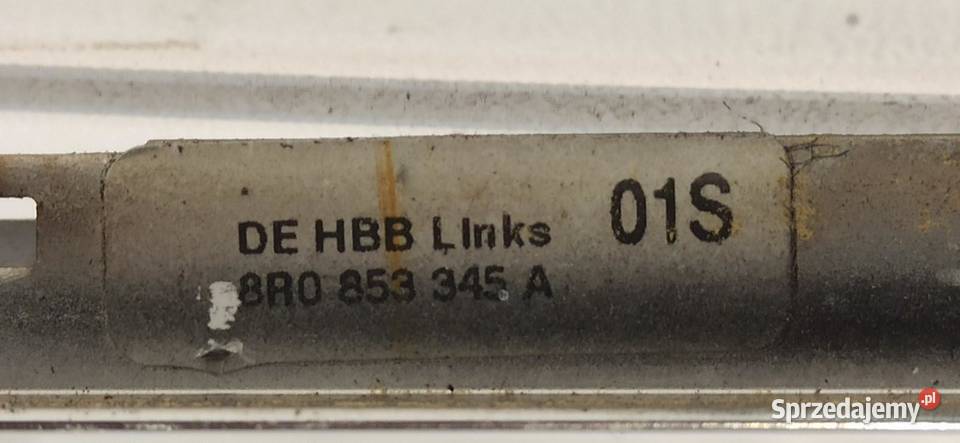 01S
DE HBB Links
8R0 853 345 A
Sprzedajemy.pl